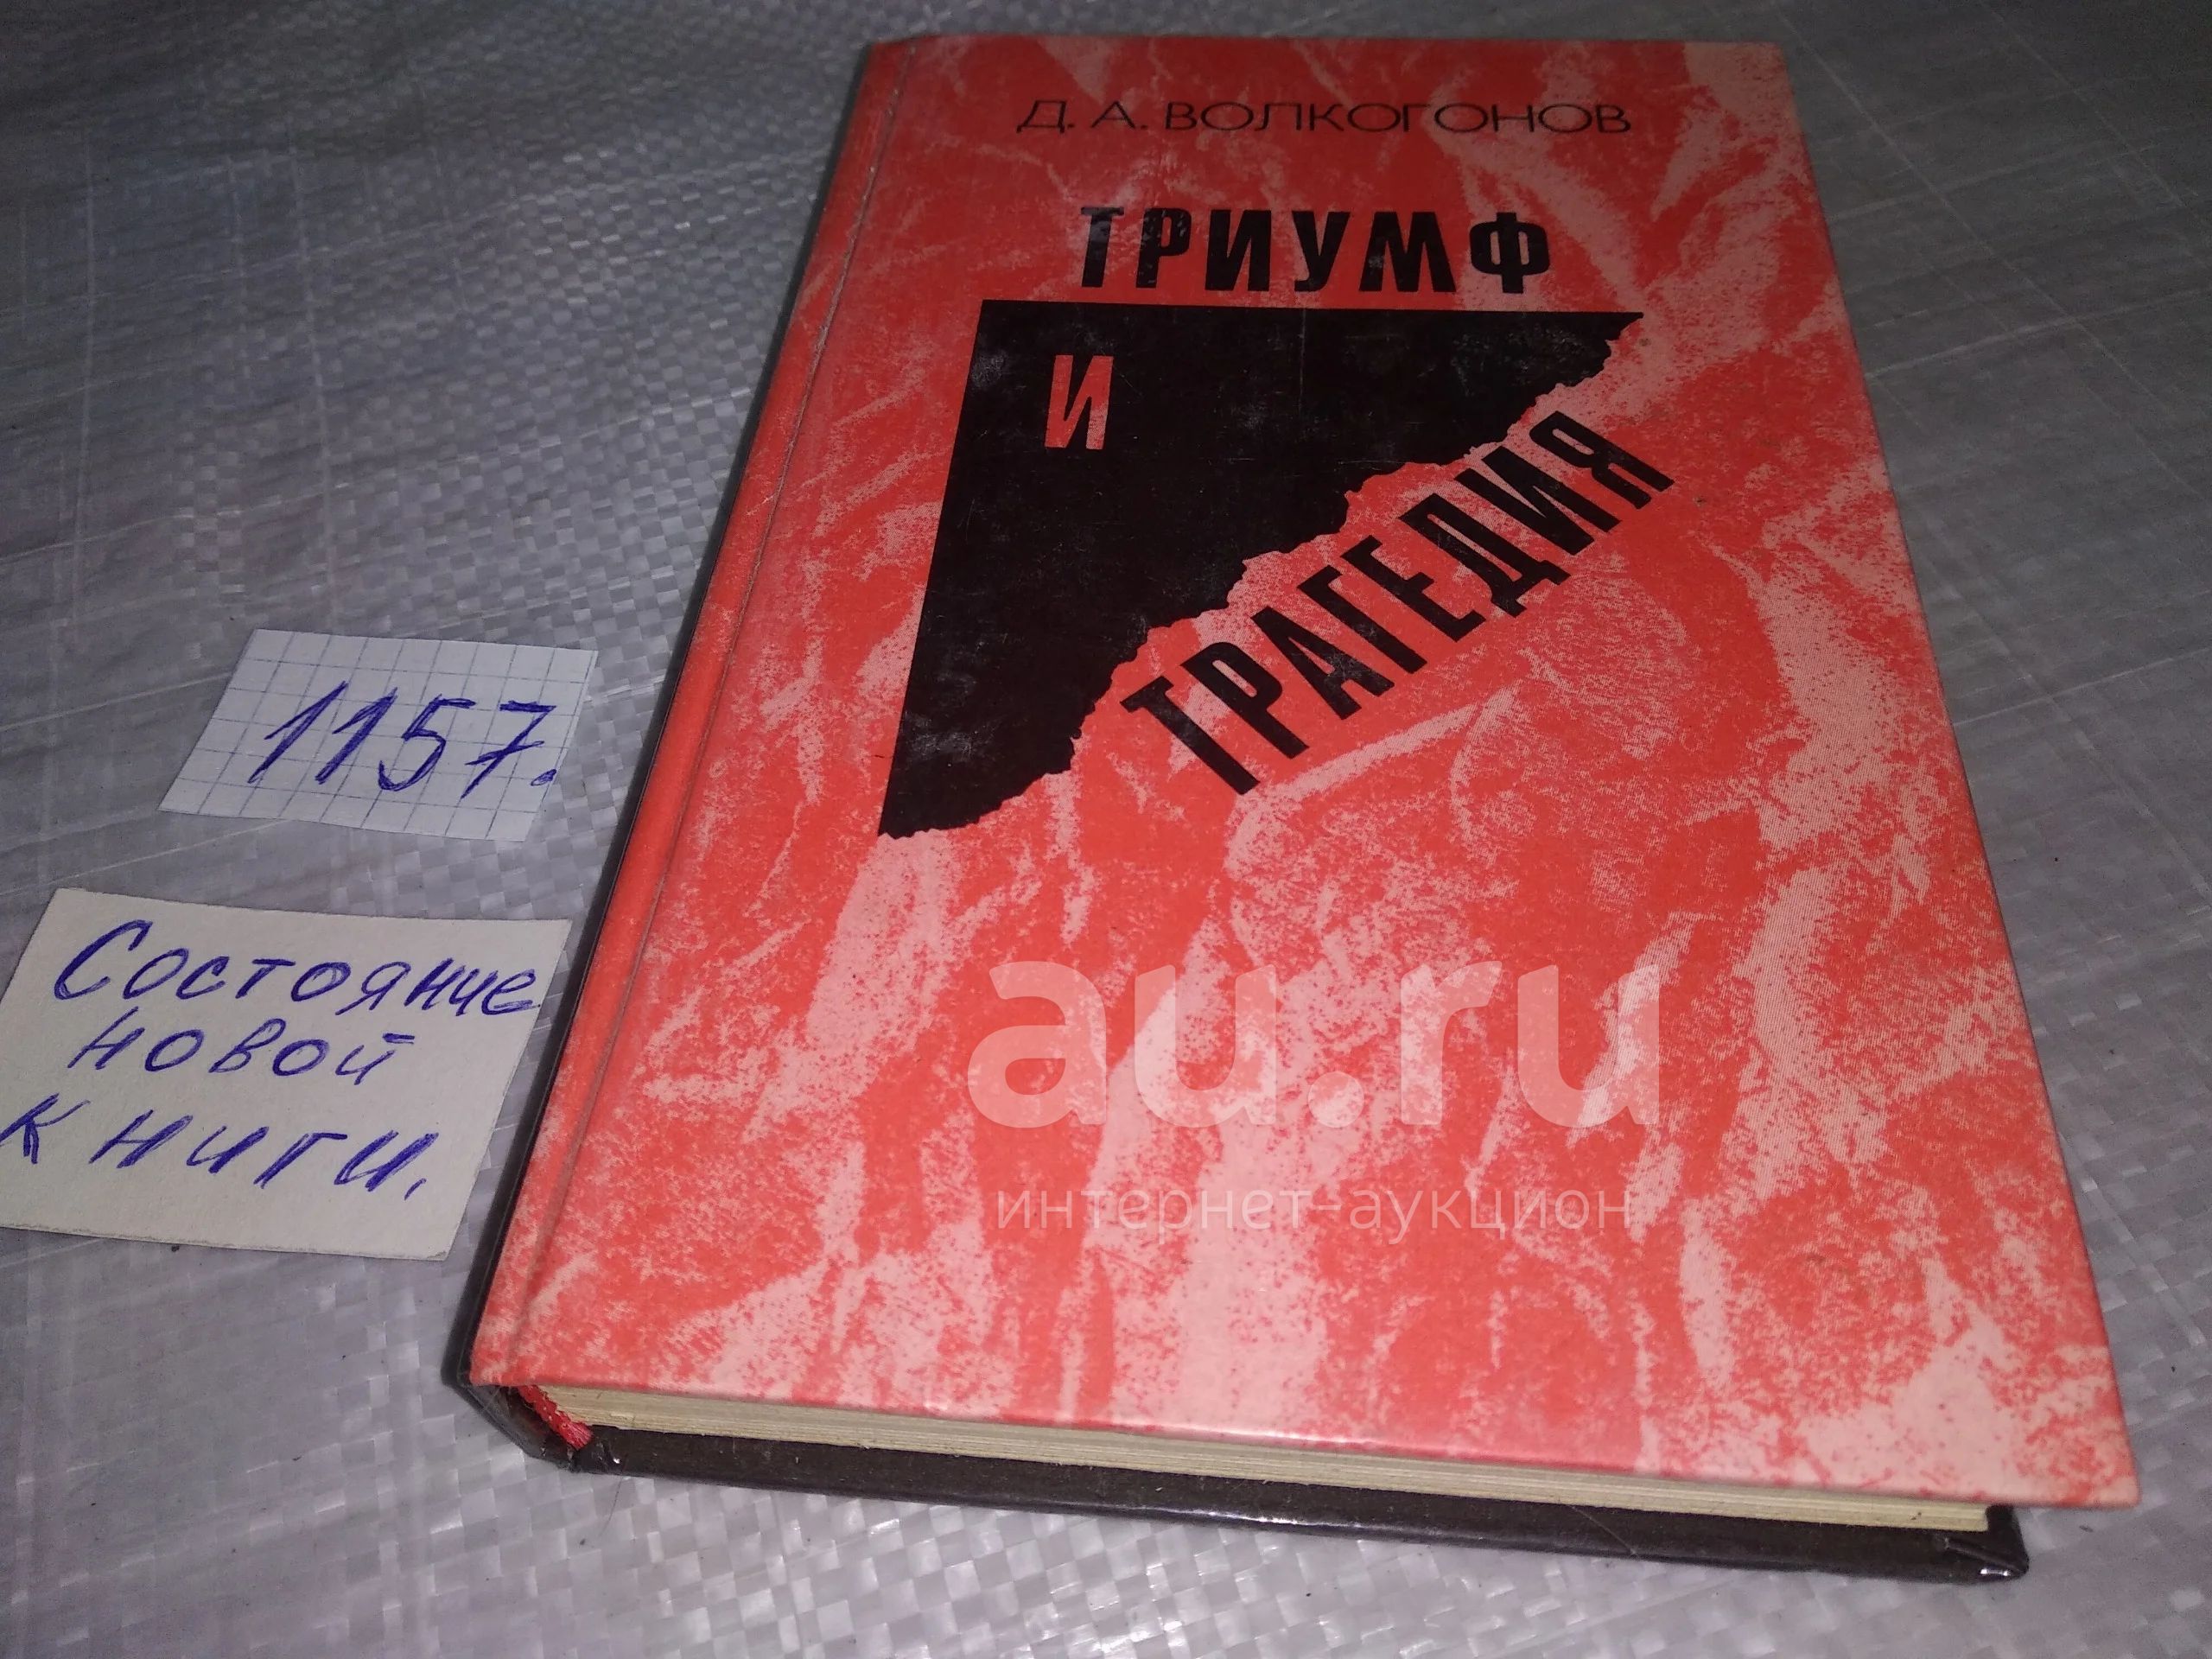 Д. А. ВОЛКОГОНОВ
ТРИУМФ
И
ТРАГЕДИЯ
1157.
Состояние
новой
книги.
au.ru
интернет-аукцион